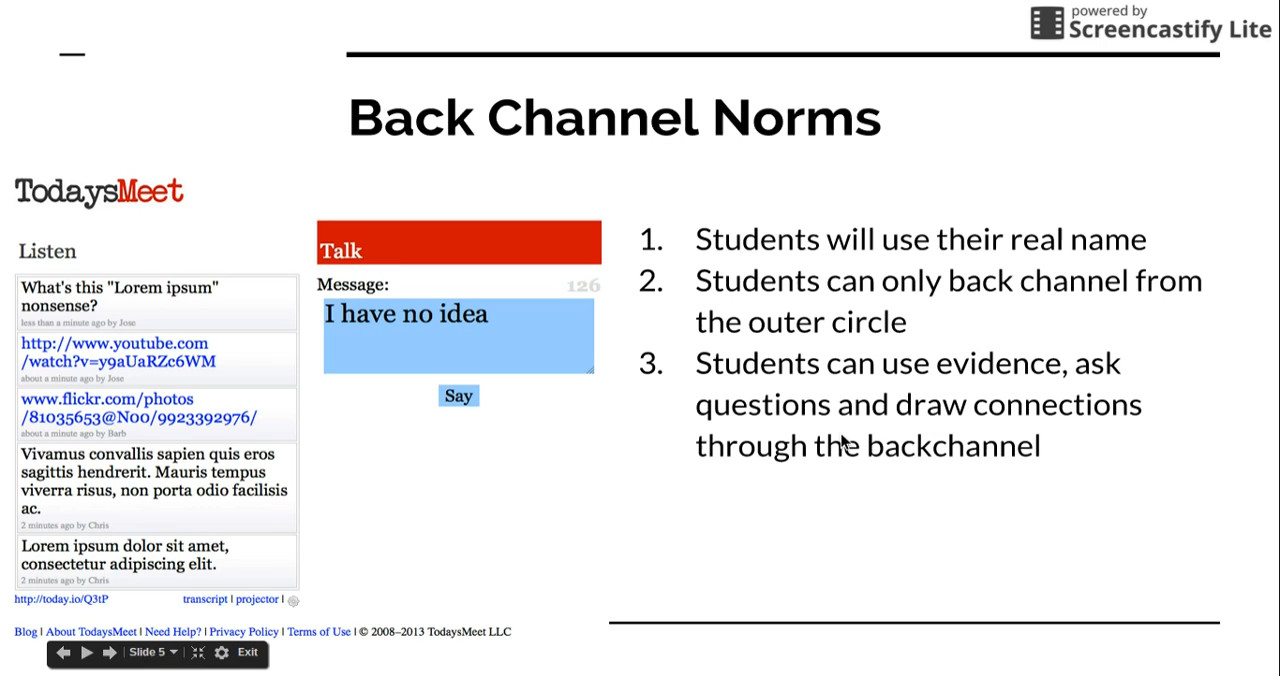 powered by
Screencastify Lite
Back Channel Norms
TodaysMeet
Listen
What's this "Lorem ipsum"
nonsense?
less than a minute ago by Jose
http://www.youtube.com
/watch?v=y9aUaRZc6WM
about a minute ago by Jose
www.flickr.com/photos
/81035653@N00/9923392976/
about a minute ago by Barb
Vivamus convallis sapien quis eros
sagittis hendrerit. Mauris tempus
viverra risus, non porta odio facilisis
ac.
2 minutes ago by Chris
Lorem ipsum dolor sit amet,
consectetur adipiscing elit.
2 minutes ago by Chris
http://today.io/Q3tP transcript | projector |
Talk
Message: 126
I have no idea
Say
1. Students will use their real name
2. Students can only back channel from
the outer circle
3. Students can use evidence, ask
questions and draw connections
through the backchannel
Blog | About TodaysMeet | Need Help? | Privacy Policy | Terms of Use | © 2008–2013 TodaysMeet LLC
Slide 5 Exit